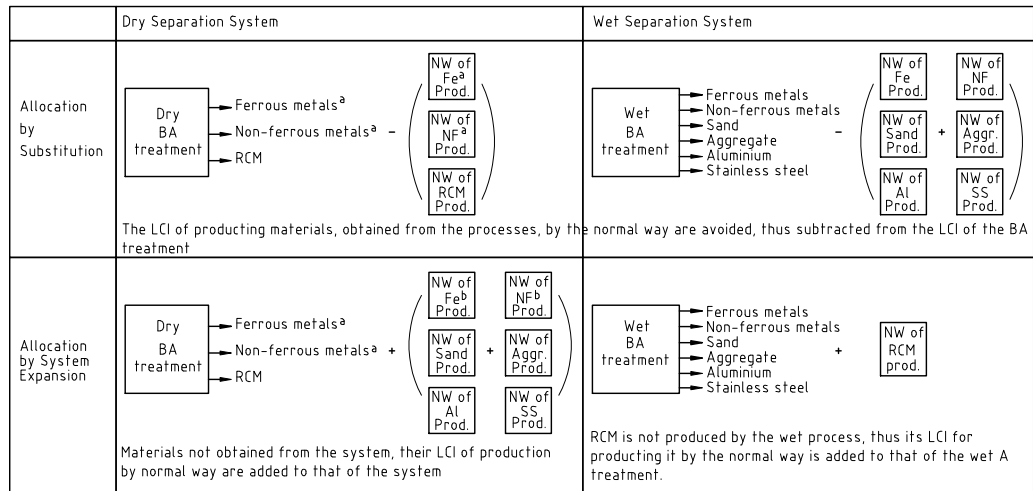 Dry Separation System
Wet Separation System
Allocation
by
Substitution
Dry
BA
treatment
Ferrous metalsᵃ
Non-ferrous metalsᵃ
RCM
-
NW of
Feᵃ
Prod.
NW of
NFᵃ
Prod.
NW of
RCM
Prod.
Wet
BA
treatment
Ferrous metals
Non-ferrous metals
Sand
Aggregate
Aluminium
Stainless steel
-
NW of
Fe
Prod.
NW of
NF
Prod.
NW of
Sand
Prod.
+
NW of
Aggr.
Prod.
NW of
Al
Prod.
NW of
SS
Prod.
The LCI of producting materials, obtained from the processes, by the normal way are avoided, thus subtracted from the LCI of the BA
treatment
Allocation
by System
Expansion
Dry
BA
treatment
Ferrous metalsᵃ
Non-ferrous metalsᵃ
RCM
+
NW of
Feᵇ
Prod.
NW of
NFᵇ
Prod.
NW of
Sand
Prod.
+
NW of
Aggr.
Prod.
NW of
Al
Prod.
NW of
SS
Prod.
Materials not obtained from the system, their LCI of production
by normal way are added to that of the system
Wet
BA
treatment
Ferrous metals
Non-ferrous metals
Sand
Aggregate
Aluminium
Stainless steel
+
NW of
RCM
prod.
RCM is not produced by the wet process, thus its LCI for
producting it by the normal way is added to that of the wet A
treatment.